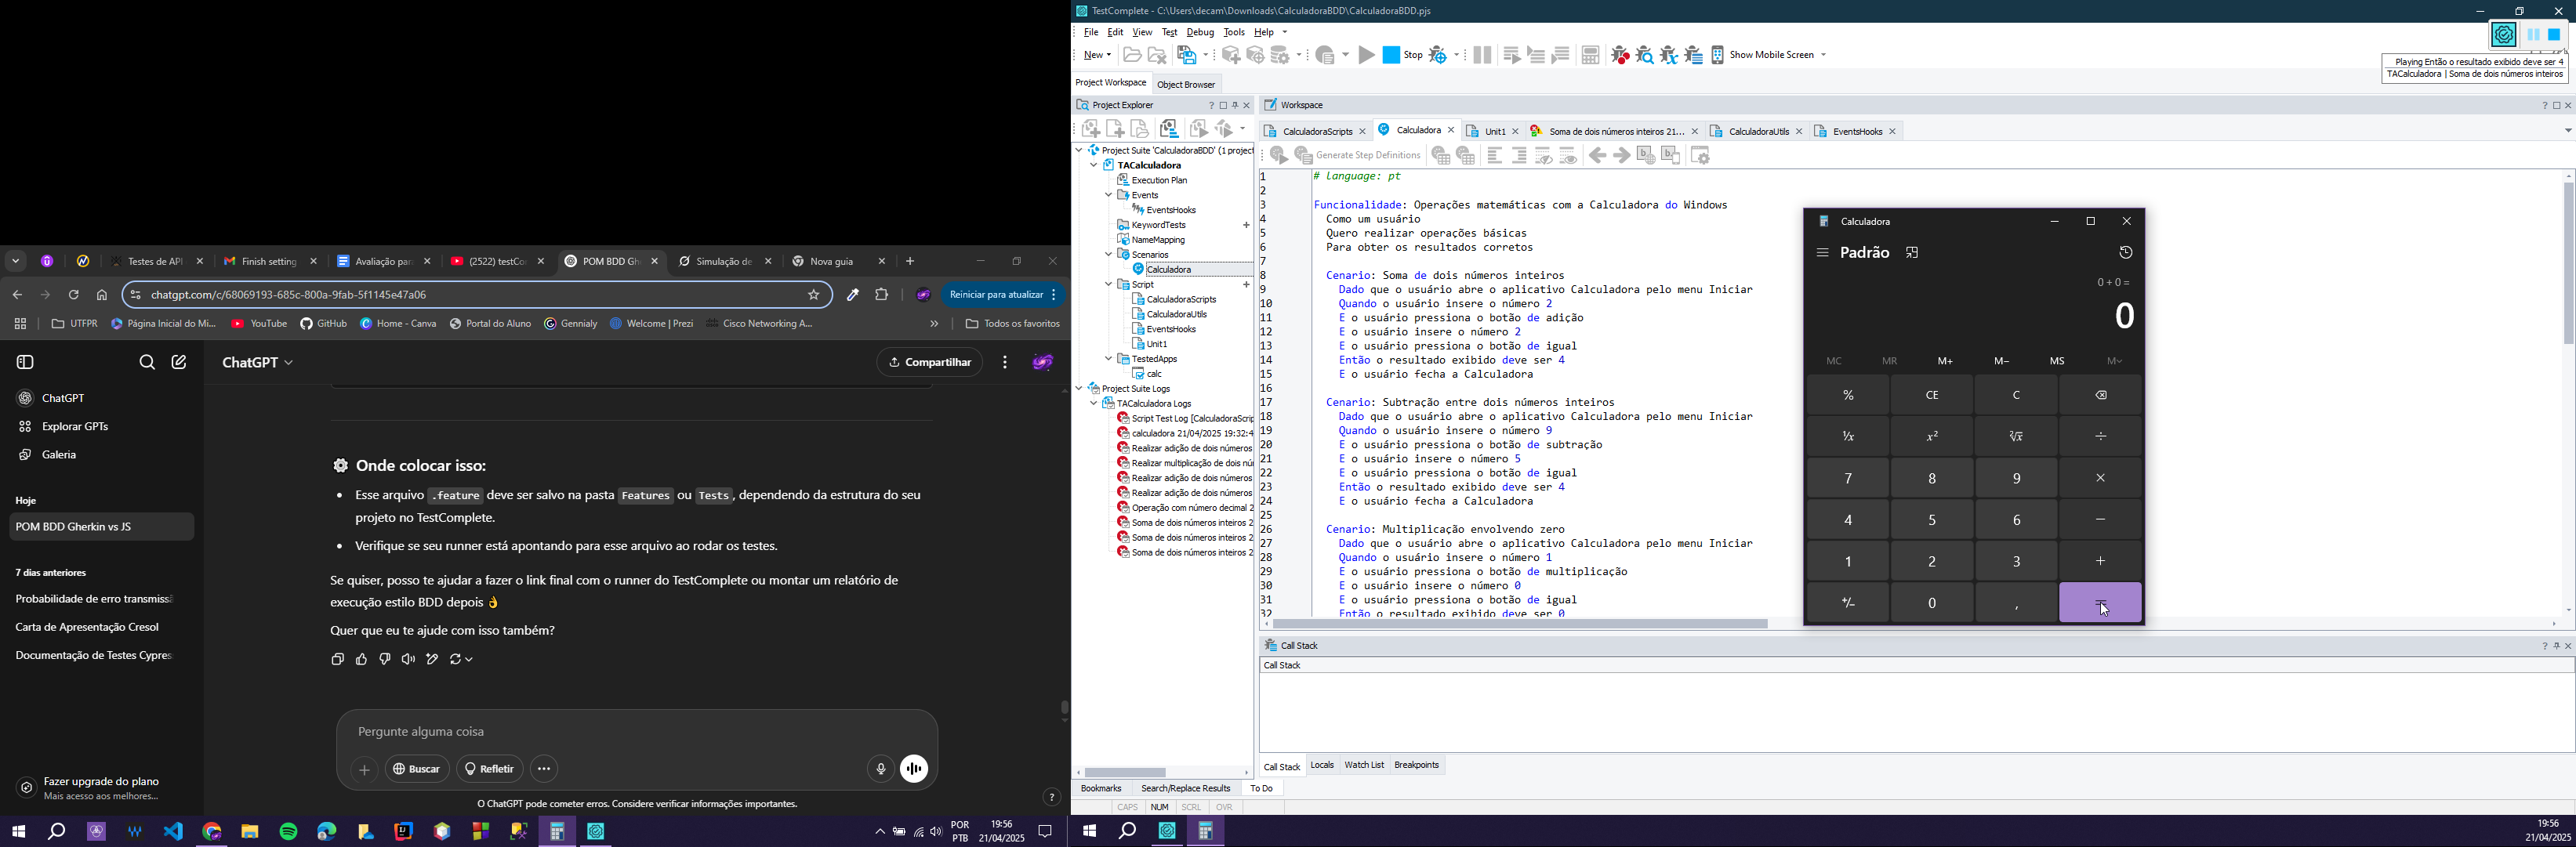 Testes de API
Finish setting
Avaliação par
(2522) testCo
POM BDD Gh
Simulação de
Nova guia
chatgpt.com/c/68069193-685c-800a-9fab-5f1145e47a06
Reiniciar para atualizar
UTFPR
Página Inicial do Mi...
YouTube
GitHub
Home - Canva
Portal do Aluno
Gennialy
Welcome | Prezi
Cisco Networking A...
»
Todos os favoritos
ChatGPT
Compartilhar
ChatGPT
Explorar GPTs
Galeria
Hoje
POM BDD Gherkin vs JS
7 dias anteriores
Probabilidade de erro transmissã
Carta de Apresentação Cresol
Documentação de Testes Cypres
Fazer upgrade do plano
Mais acesso aos melhores...
Onde colocar isso:
• Esse arquivo .feature deve ser salvo na pasta Features ou Tests, dependendo da estrutura do seu
projeto no TestComplete.
• Verifique se seu runner está apontando para esse arquivo ao rodar os testes.
Se quiser, posso te ajudar a fazer o link final com o runner do TestComplete ou montar um relatório de
execução estilo BDD depois 👌
Quer que eu te ajude com isso também?
Pergunte alguma coisa
Buscar
Refletir
O ChatGPT pode cometer erros. Considere verificar informações importantes.
?
POR
PTB
19:56
21/04/2025
TestComplete - C:\Users\decam\Downloads\CalculadoraBDD\CalculadoraBDD.pjs
File Edit View Test Debug Tools Help
New
Stop
Show Mobile Screen
Playing Então o resultado exibido deve ser 4
TACalculadora | Soma de dois números inteiros
Project Workspace
Object Browser
Project Explorer
Project Suite 'CalculadoraBDD' (1 project
TACalculadora
Execution Plan
Events
EventsHooks
KeywordTests
NameMapping
Scenarios
Calculadora
Script
CalculadoraScripts
CalculadoraUtils
EventsHooks
Unit1
TestedApps
calc
Project Suite Logs
TACalculadora Logs
Script Test Log [CalculadoraScrip
calculadora 21/04/2025 19:32:4
Realizar adição de dois números
Realizar multiplicação de dois nú
Realizar adição de dois números
Realizar adição de dois números
Operação com número decimal 2
Soma de dois números inteiros 2
Soma de dois números inteiros 2
Soma de dois números inteiros 2
Bookmarks
Search/Replace Results
To Do
CAPS
NUM
SCRL
OVR
Workspace
CalculadoraScripts
Calculadora
Unit1
Soma de dois números inteiros 21...
CalculadoraUtils
EventsHooks
Generate Step Definitions
1 # language: pt
2
3 Funcionalidade: Operações matemáticas com a Calculadora do Windows
4 Como um usuário
5 Quero realizar operações básicas
6 Para obter os resultados corretos
7
8 Cenario: Soma de dois números inteiros
9 Dado que o usuário abre o aplicativo Calculadora pelo menu Iniciar
10 Quando o usuário insere o número 2
11 E o usuário pressiona o botão de adição
12 E o usuário insere o número 2
13 E o usuário pressiona o botão de igual
14 Então o resultado exibido deve ser 4
15 E o usuário fecha a Calculadora
16
17 Cenario: Subtração entre dois números inteiros
18 Dado que o usuário abre o aplicativo Calculadora pelo menu Iniciar
19 Quando o usuário insere o número 9
20 E o usuário pressiona o botão de subtração
21 E o usuário insere o número 5
22 E o usuário pressiona o botão de igual
23 Então o resultado exibido deve ser 4
24 E o usuário fecha a Calculadora
25
26 Cenario: Multiplicação envolvendo zero
27 Dado que o usuário abre o aplicativo Calculadora pelo menu Iniciar
28 Quando o usuário insere o número 1
29 E o usuário pressiona o botão de multiplicação
30 E o usuário insere o número 0
31 E o usuário pressiona o botão de igual
32 Então o resultado exibido deve ser 0
Calculadora
Padrão
0 + 0 =
0
MC MR M+ M− MS M˅
% CE C
¹/x x² ²√x ÷
7 8 9 ×
4 5 6 −
1 2 3 +
+/− 0 , =
Call Stack
Call Stack
Call Stack
Locals
Watch List
Breakpoints
19:56
21/04/2025